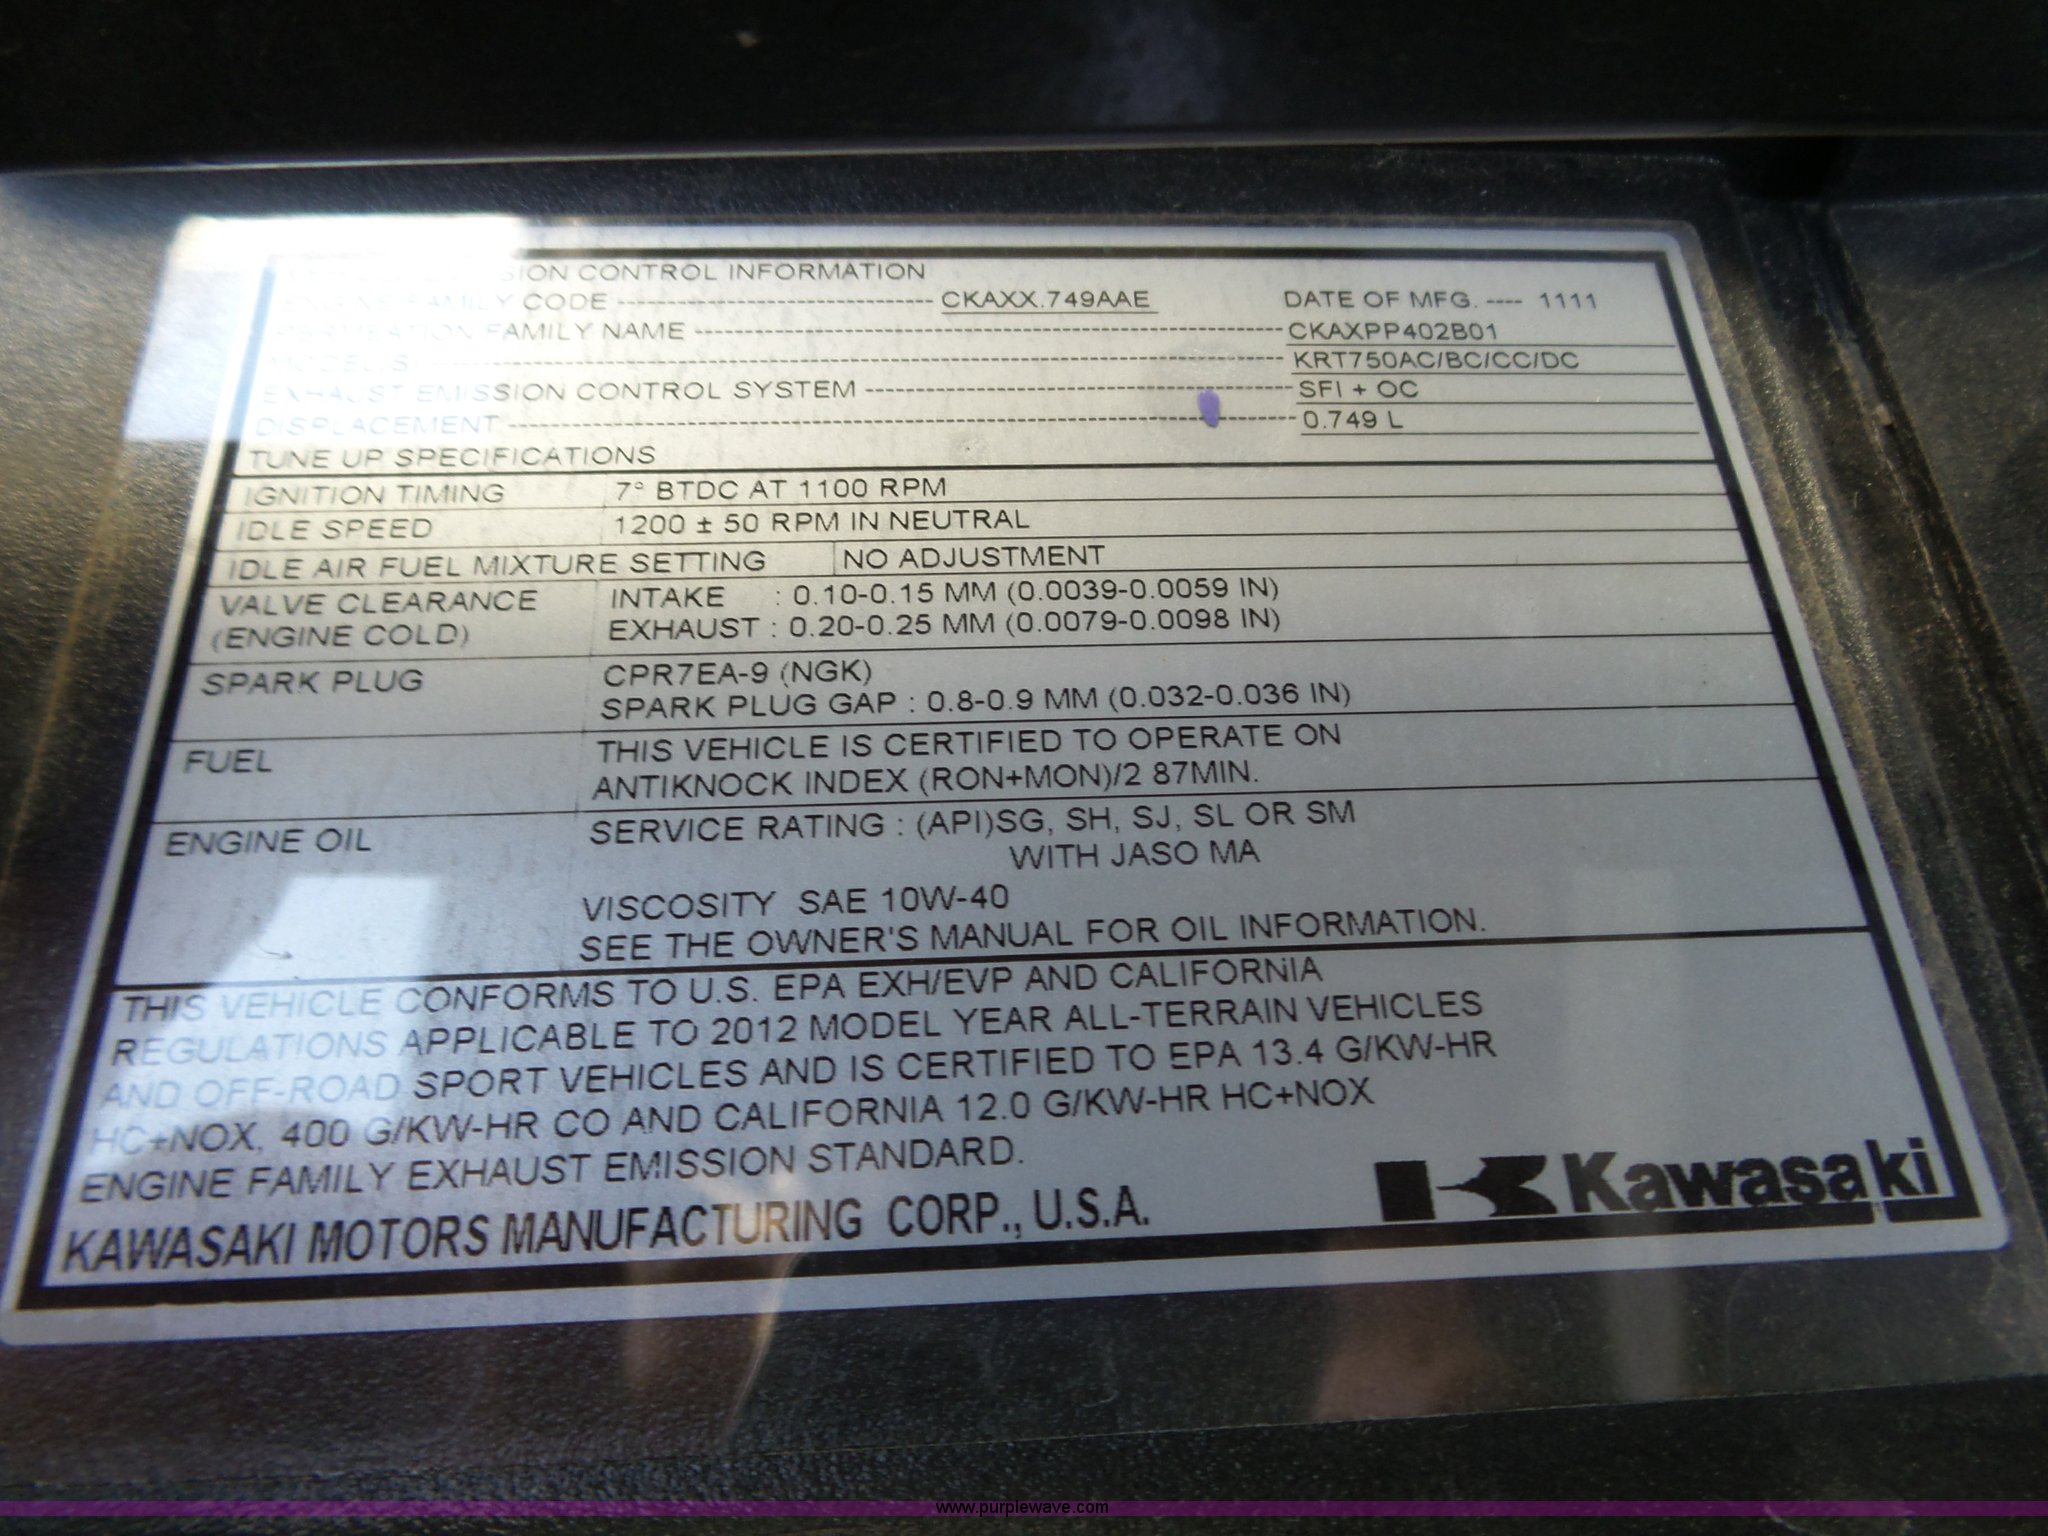 EMISSION CONTROL INFORMATION
ENGINE FAMILY CODE ---- CKAXX.749AAE DATE OF MFG. ---- 1111
PERMEATION FAMILY NAME ---- CKAXPP402B01
MODEL(S) ---- KRT750AC/BC/CC/DC
EXHAUST EMISSION CONTROL SYSTEM ---- SFI + OC
DISPLACEMENT ---- 0.749 L
TUNE UP SPECIFICATIONS
IGNITION TIMING 7° BTDC AT 1100 RPM
IDLE SPEED 1200 ± 50 RPM IN NEUTRAL
IDLE AIR FUEL MIXTURE SETTING NO ADJUSTMENT
VALVE CLEARANCE INTAKE : 0.10-0.15 MM (0.0039-0.0059 IN)
(ENGINE COLD) EXHAUST : 0.20-0.25 MM (0.0079-0.0098 IN)
SPARK PLUG CPR7EA-9 (NGK)
SPARK PLUG GAP : 0.8-0.9 MM (0.032-0.036 IN)
FUEL THIS VEHICLE IS CERTIFIED TO OPERATE ON
ANTIKNOCK INDEX (RON+MON)/2 87MIN.
ENGINE OIL SERVICE RATING : (API)SG, SH, SJ, SL OR SM
WITH JASO MA
VISCOSITY SAE 10W-40
SEE THE OWNER'S MANUAL FOR OIL INFORMATION.
THIS VEHICLE CONFORMS TO U.S. EPA EXH/EVP AND CALIFORNIA
REGULATIONS APPLICABLE TO 2012 MODEL YEAR ALL-TERRAIN VEHICLES
AND OFF-ROAD SPORT VEHICLES AND IS CERTIFIED TO EPA 13.4 G/KW-HR
HC+NOX, 400 G/KW-HR CO AND CALIFORNIA 12.0 G/KW-HR HC+NOX
ENGINE FAMILY EXHAUST EMISSION STANDARD.
KAWASAKI MOTORS MANUFACTURING CORP., U.S.A.
Kawasaki
www.purplewave.com